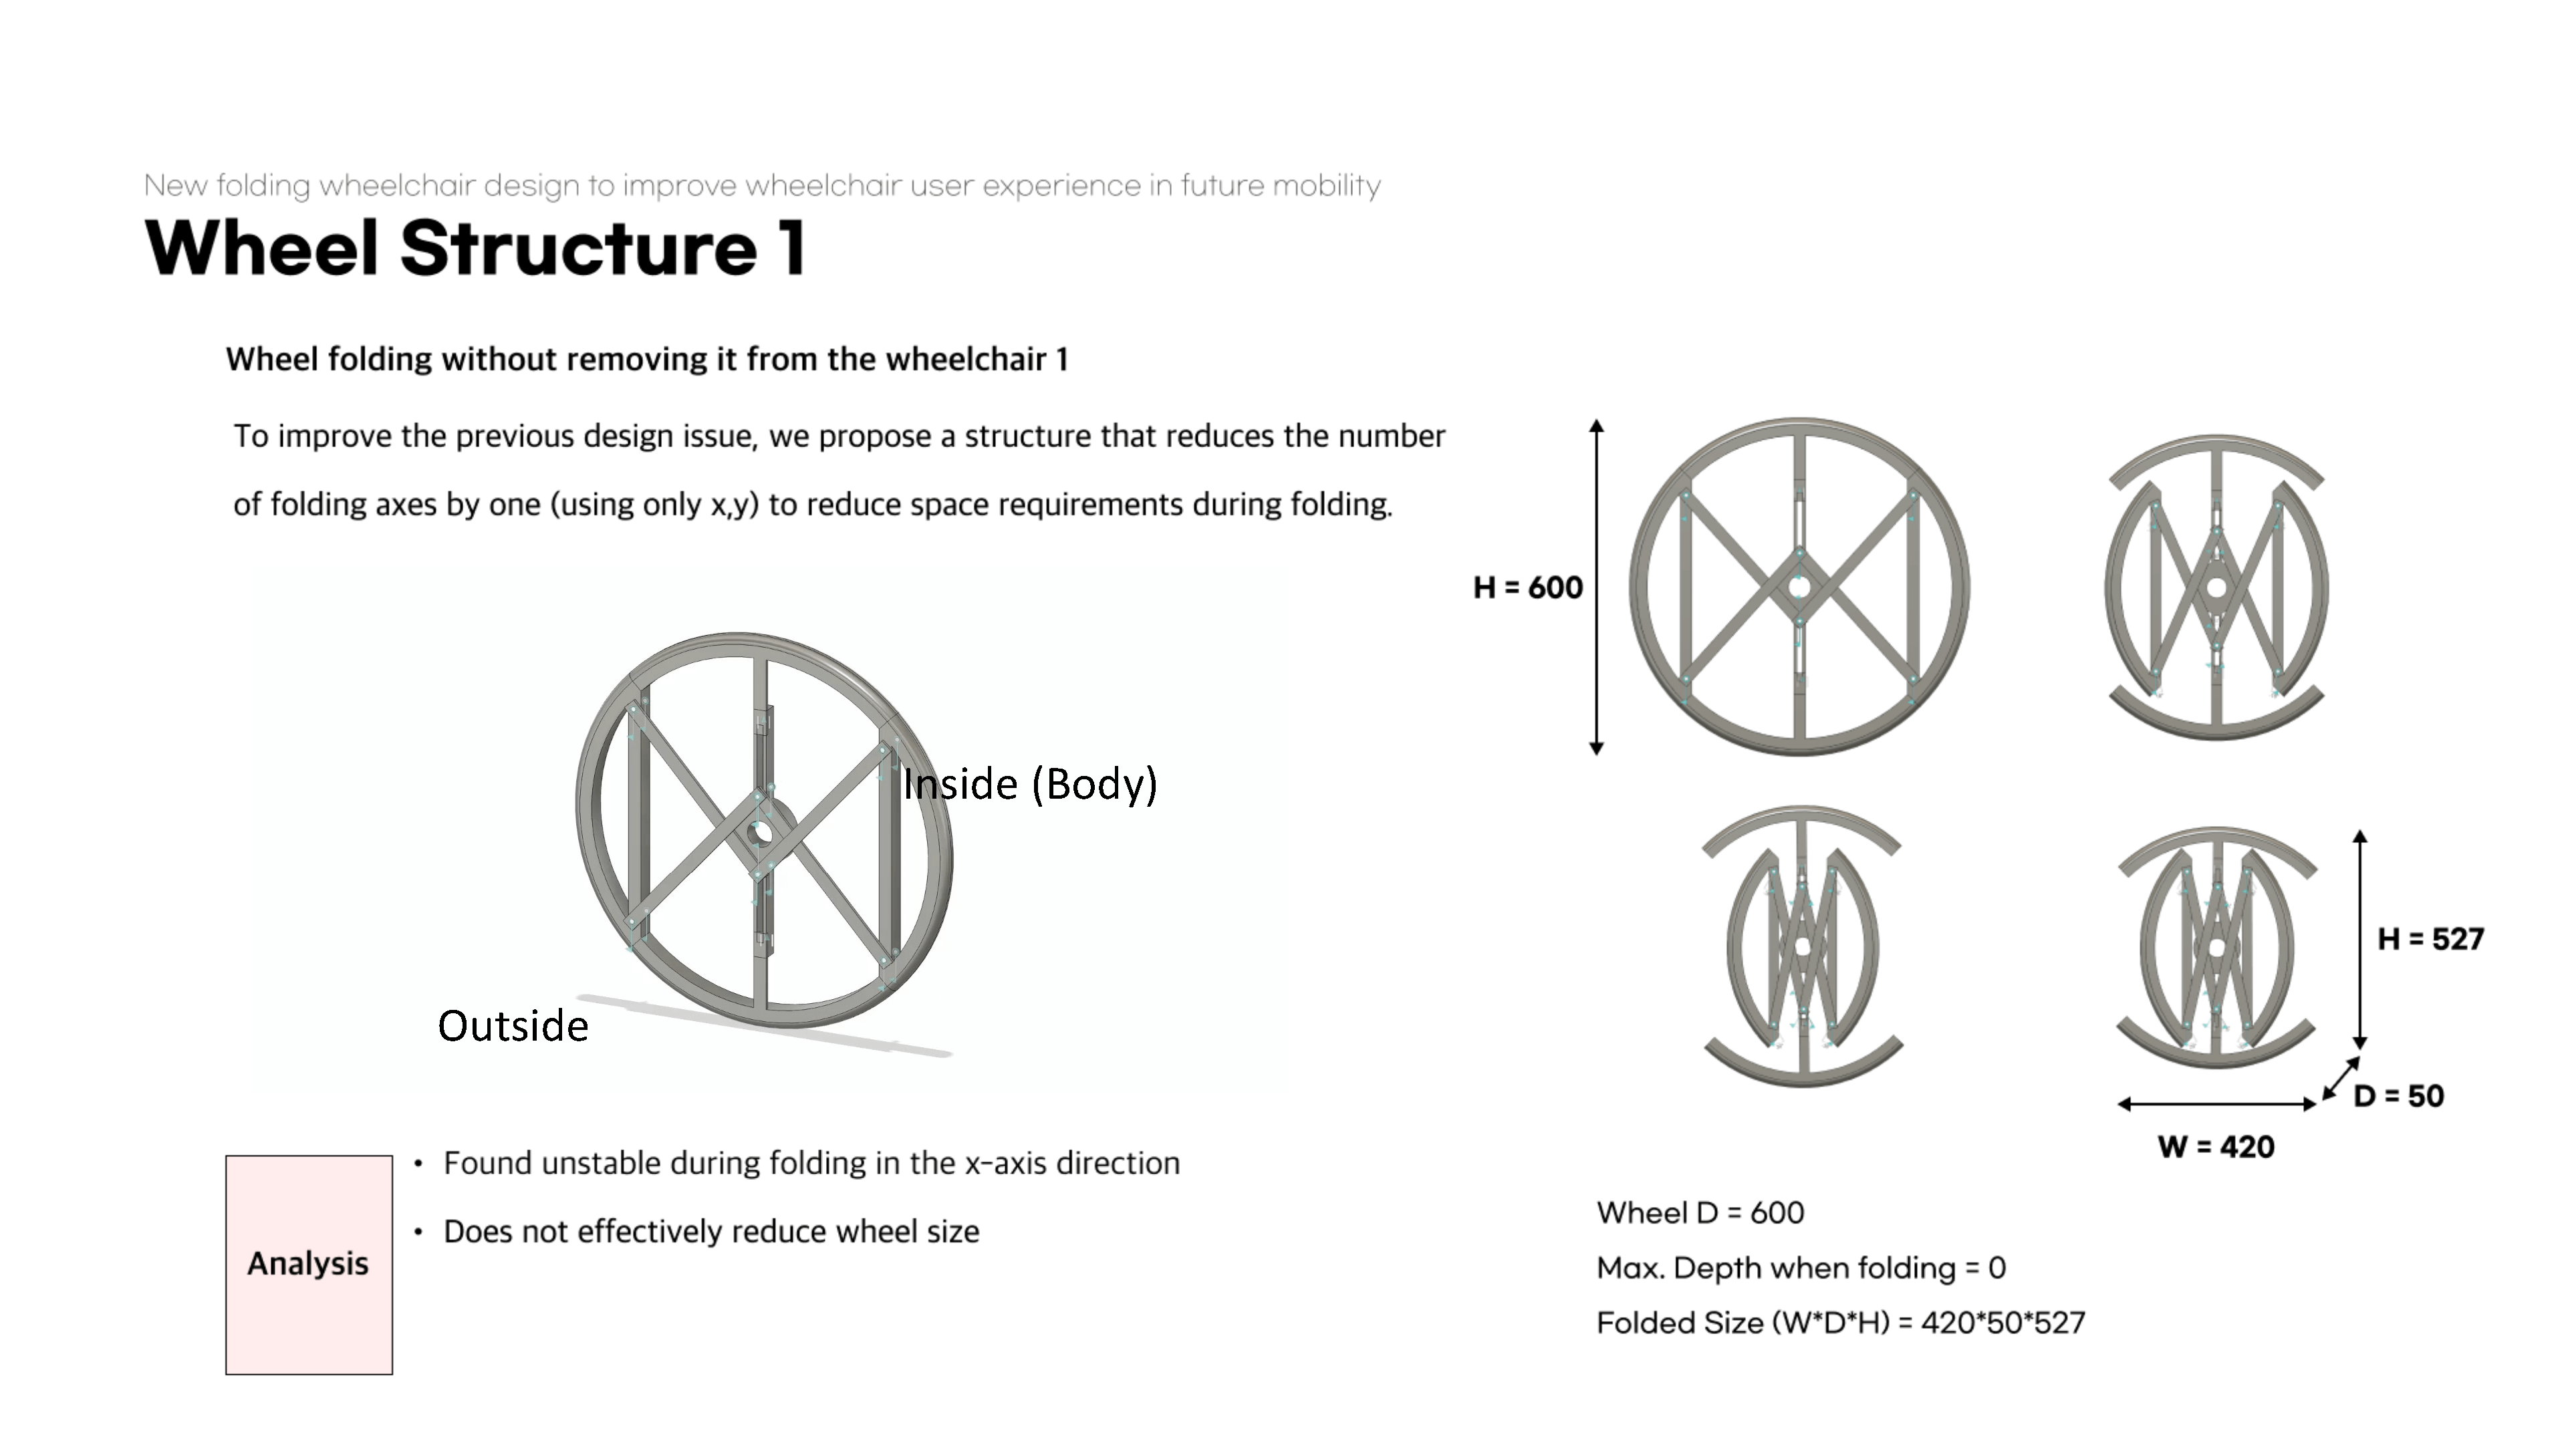 New folding wheelchair design to improve wheelchair user experience in future mobility
Wheel Structure 1
Wheel folding without removing it from the wheelchair 1
To improve the previous design issue, we propose a structure that reduces the number
of folding axes by one (using only x,y) to reduce space requirements during folding.
Inside (Body)
Outside
Analysis
• Found unstable during folding in the x-axis direction
• Does not effectively reduce wheel size
H = 600
H = 527
D = 50
W = 420
Wheel D = 600
Max. Depth when folding = 0
Folded Size (W*D*H) = 420*50*527